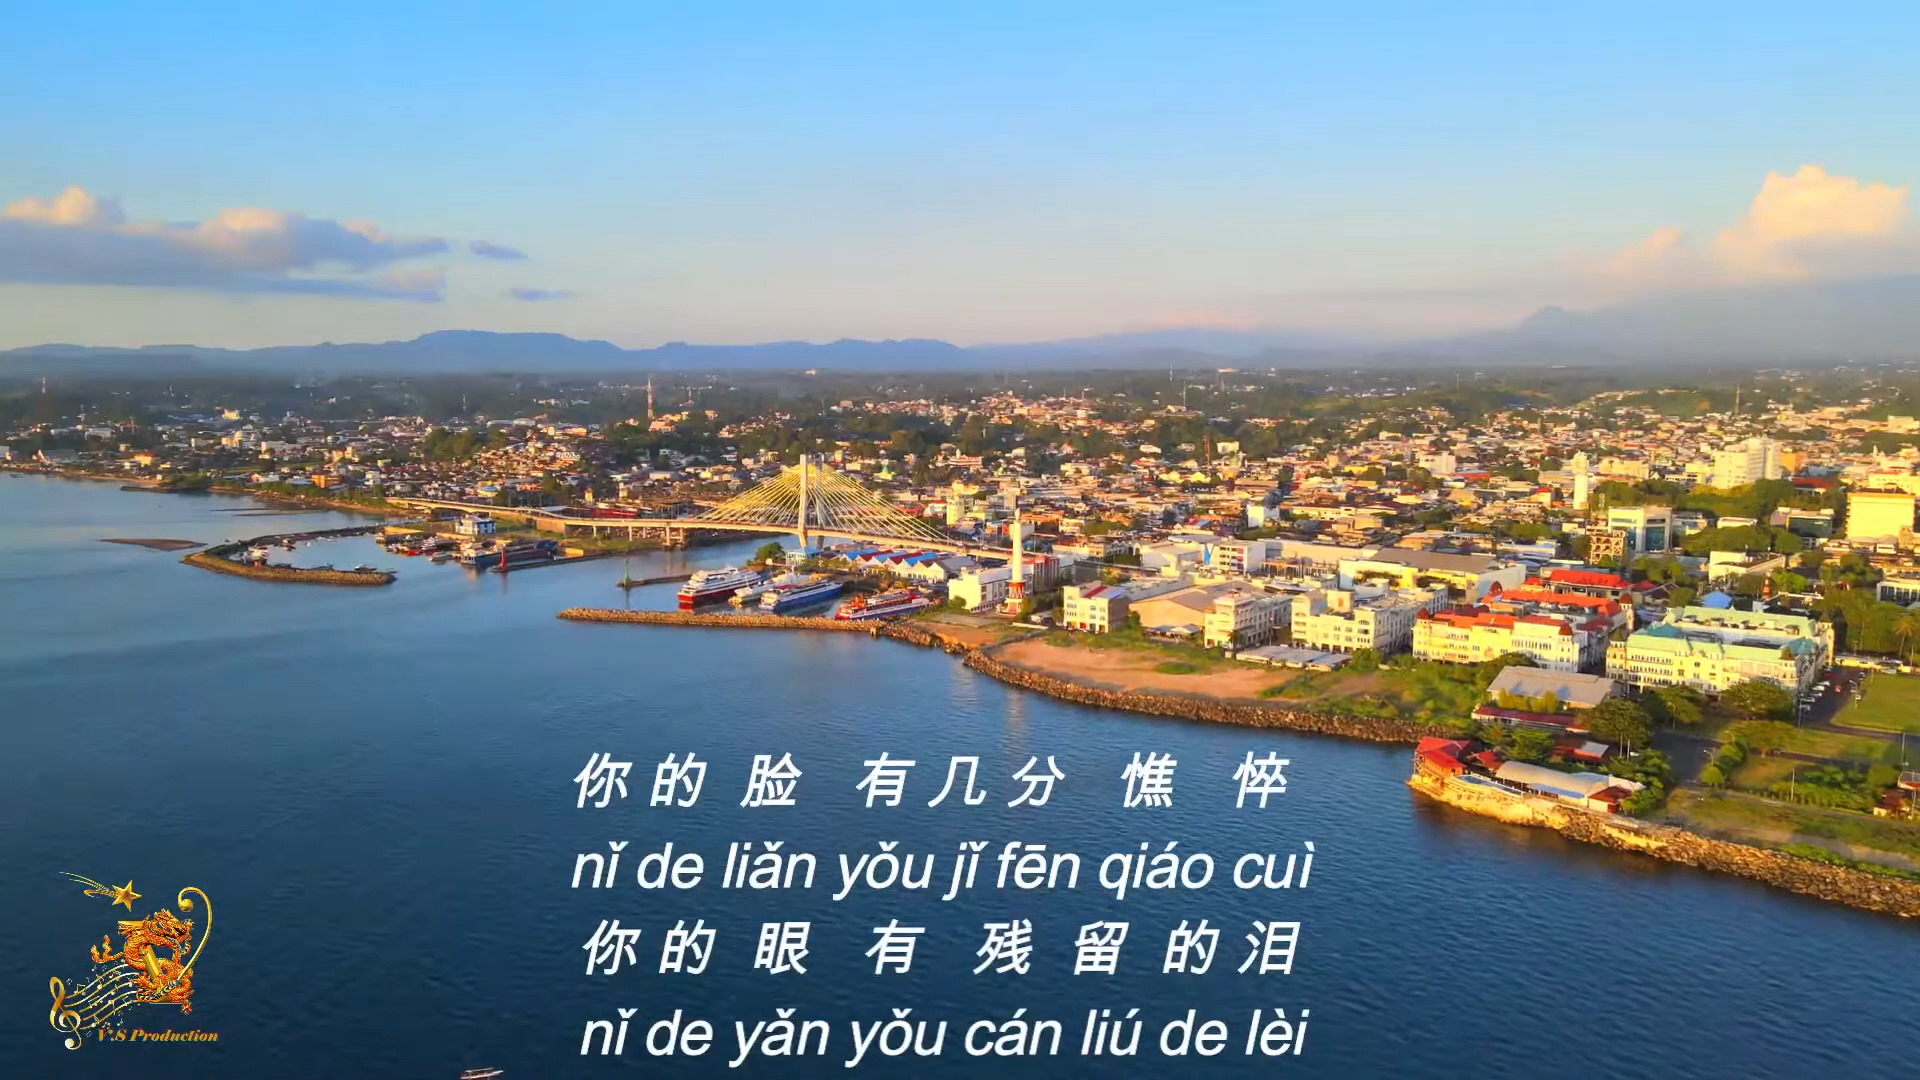 你的脸 有几分 憔 悴
nǐ de liǎn yǒu jǐ fēn qiáo cuì
你的眼 有 残留的泪
nǐ de yǎn yǒu cán liú de lèi
V.S Production